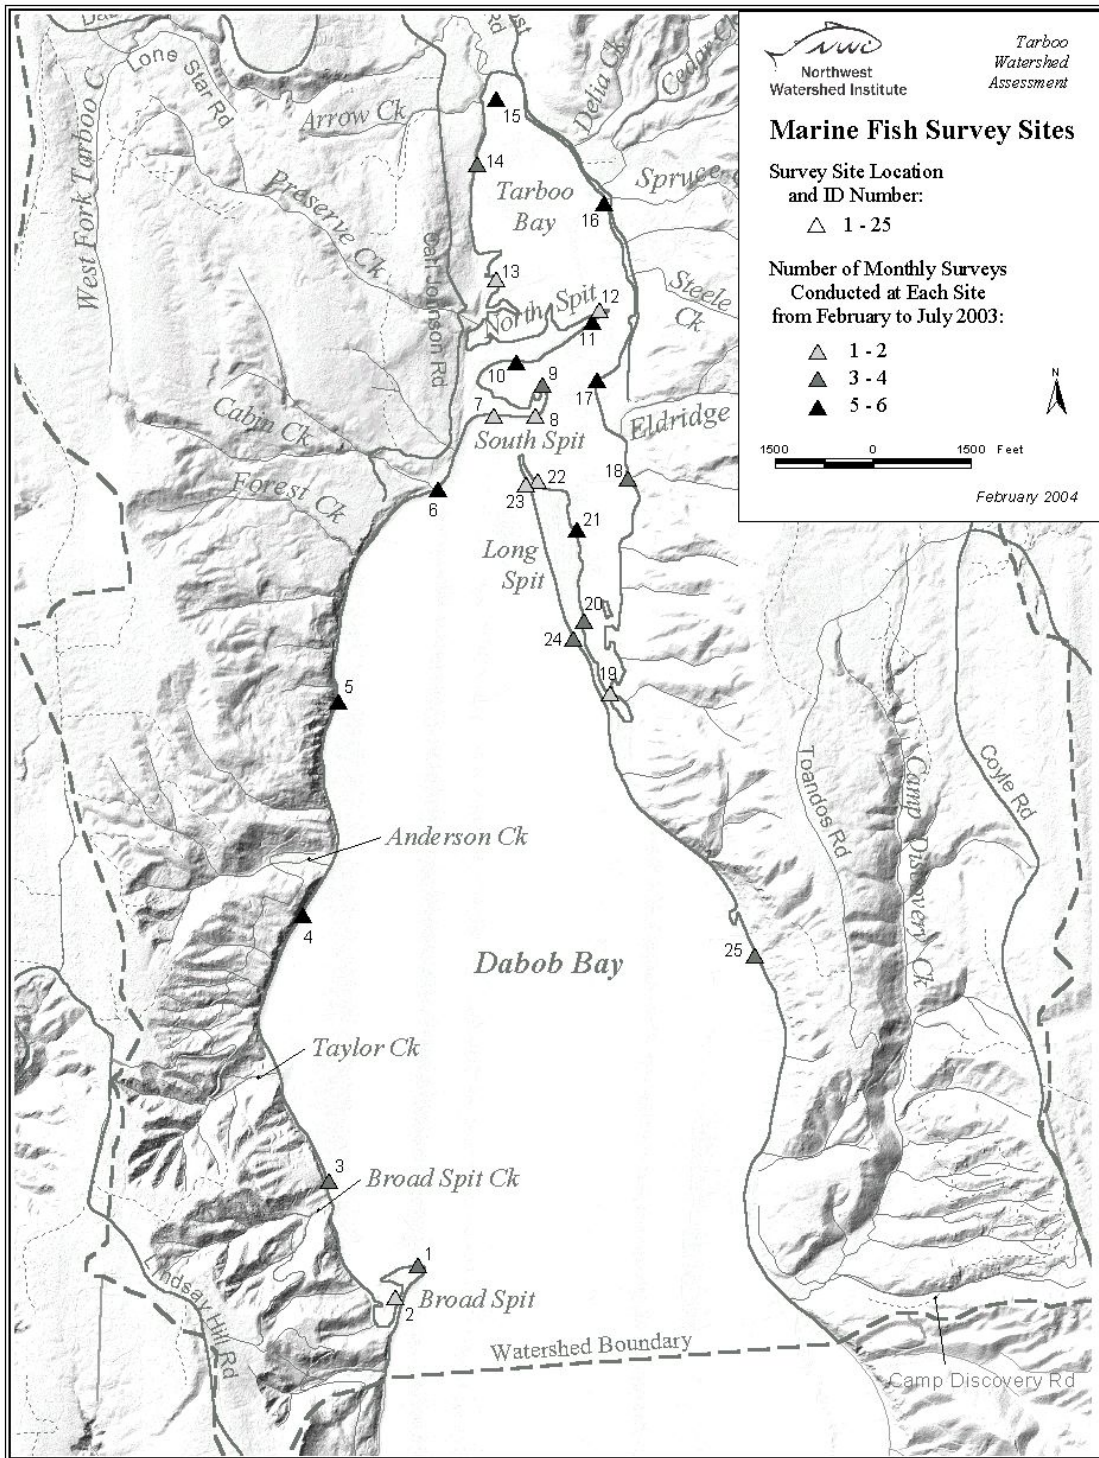 NWC
Northwest
Watershed Institute
Tarboo
Watershed
Assessment
Marine Fish Survey Sites
Survey Site Location
and ID Number:
1 - 25
Number of Monthly Surveys
Conducted at Each Site
from February to July 2003:
1 - 2
3 - 4
5 - 6
N
1500 0 1500 Feet
February 2004
Lone Star Rd
West Fork Tarboo C
Arrow Ck
Preserve Ck
Carl Johnson Rd
Delia Ck
Cedar Ck
Spruce
Steele Ck
Eldridge
15
14
Tarboo
Bay
16
13
North Spit
12
11
10
9
17
7
8
South Spit
Cabin Ck
Forest Ck
6
18
22
23
21
Long
Spit
20
24
19
5
Toandos Rd
Camp Discovery Ck
Coyle Rd
Anderson Ck
4
Dabob Bay
25
Taylor Ck
3
Broad Spit Ck
1
2
Broad Spit
Lindsay Hill Rd
Watershed Boundary
Camp Discovery Rd